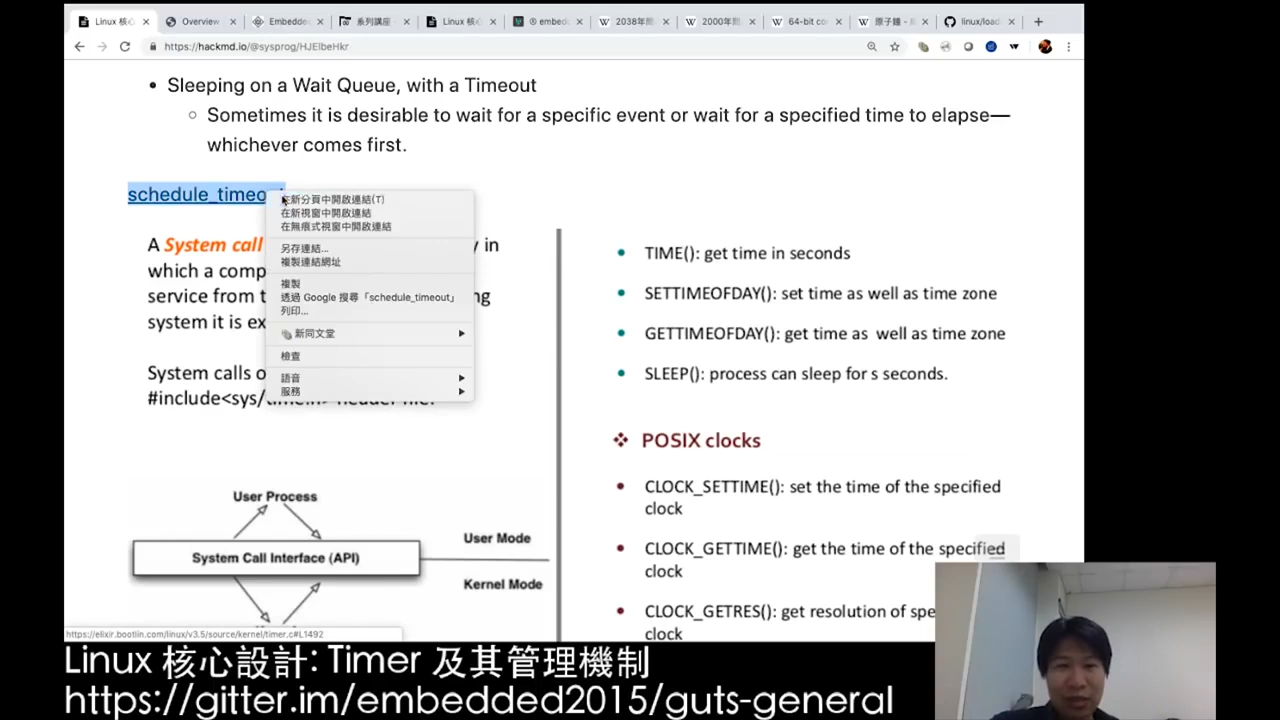 Linux 核心
Overview
Embedde
系列講座 -
Linux 核心
embed
2038年問
2000年問
64-bit co
原子鐘 -
linux/load
https://hackmd.io/@sysprog/HJElbeHkr
• Sleeping on a Wait Queue, with a Timeout
○ Sometimes it is desirable to wait for a specific event or wait for a specified time to elapse—
whichever comes first.
schedule_timeout
在新分頁中開啟連結(T)
在新視窗中開啟連結
在無痕式視窗中開啟連結
另存連結...
複製連結網址
複製
透過 Google 搜尋「schedule_timeout」
列印...
新同文堂
檢查
語音
服務
A System call
y in
which a comp
service from t
ng
system it is ex
System calls o
#include<sys/time.h> header file.
User Process
System Call Interface (API)
User Mode
Kernel Mode
• TIME(): get time in seconds
• SETTIMEOFDAY(): set time as well as time zone
• GETTIMEOFDAY(): get time as well as time zone
• SLEEP(): process can sleep for s seconds.
❖ POSIX clocks
• CLOCK_SETTIME(): set the time of the specified
clock
• CLOCK_GETTIME(): get the time of the specified
clock
• CLOCK_GETRES(): get resolution of spe
clock
https://elixir.bootlin.com/linux/v3.5/source/kernel/timer.c#L1492
Linux 核心設計: Timer 及其管理機制
https://gitter.im/embedded2015/guts-general